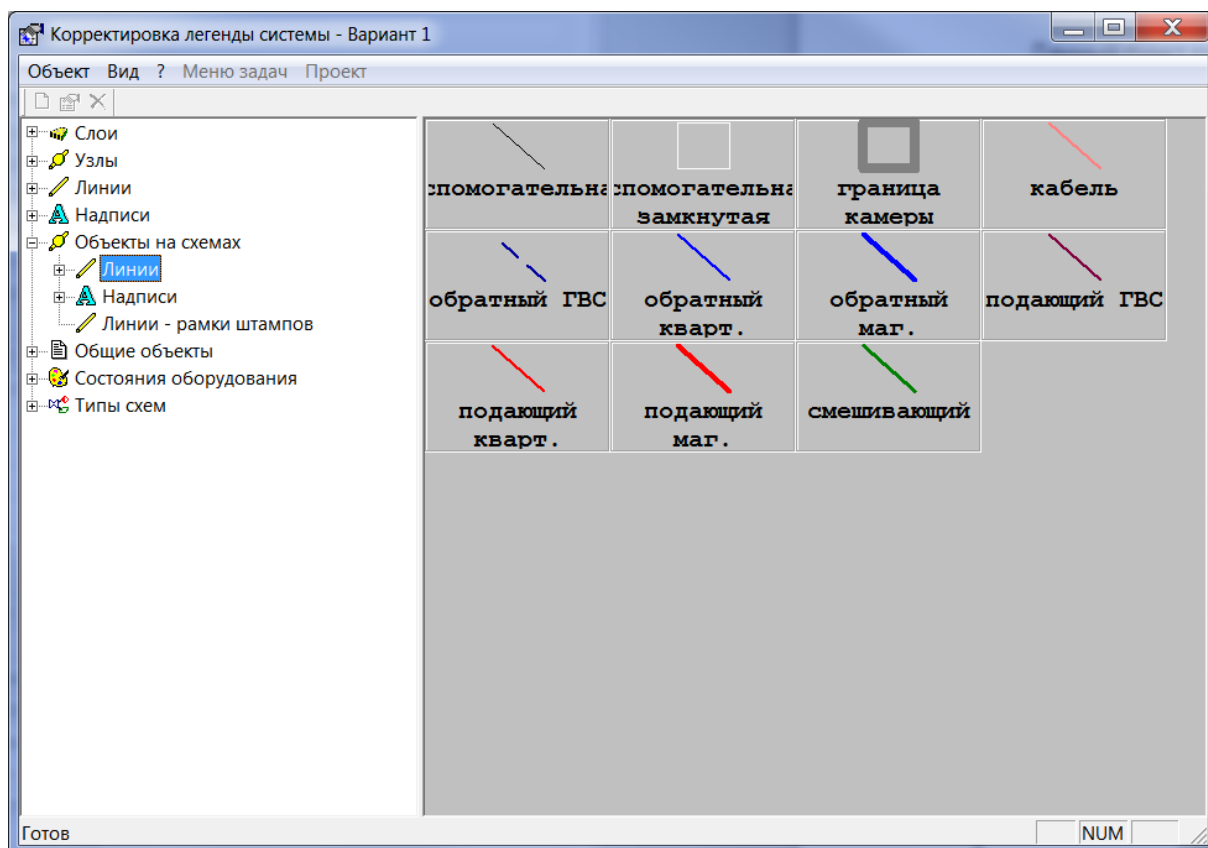 Корректировка легенды системы - Вариант 1
Объект Вид ? Меню задач Проект
Слои
Узлы
Линии
Надписи
Объекты на схемах
Линии
Надписи
Линии - рамки штампов
Общие объекты
Состояния оборудования
Типы схем
спомогательна спомогательна граница кабель
замкнутая камеры
обратный ГВС обратный обратный подающий ГВС
кварт. маг.
подающий подающий смешивающий
кварт. маг.
Готов NUM